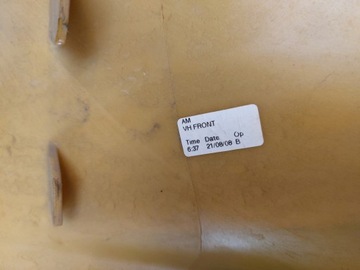 AM
VH FRONT
Time Date Op
6:37 21/08/08 B